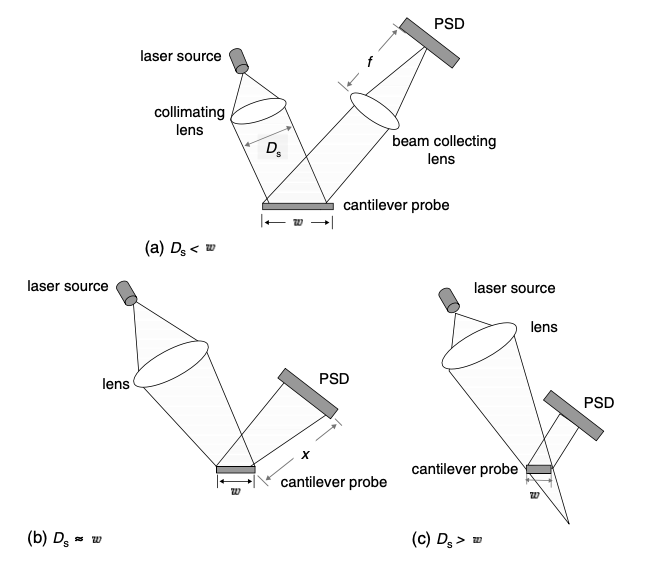 PSD
laser source
f
collimating
lens
D_s
beam collecting
lens
cantilever probe
w
(a) D_s < w
laser source
lens
PSD
x
cantilever probe
w
(b) D_s ≈ w
laser source
lens
PSD
cantilever probe
w
(c) D_s > w